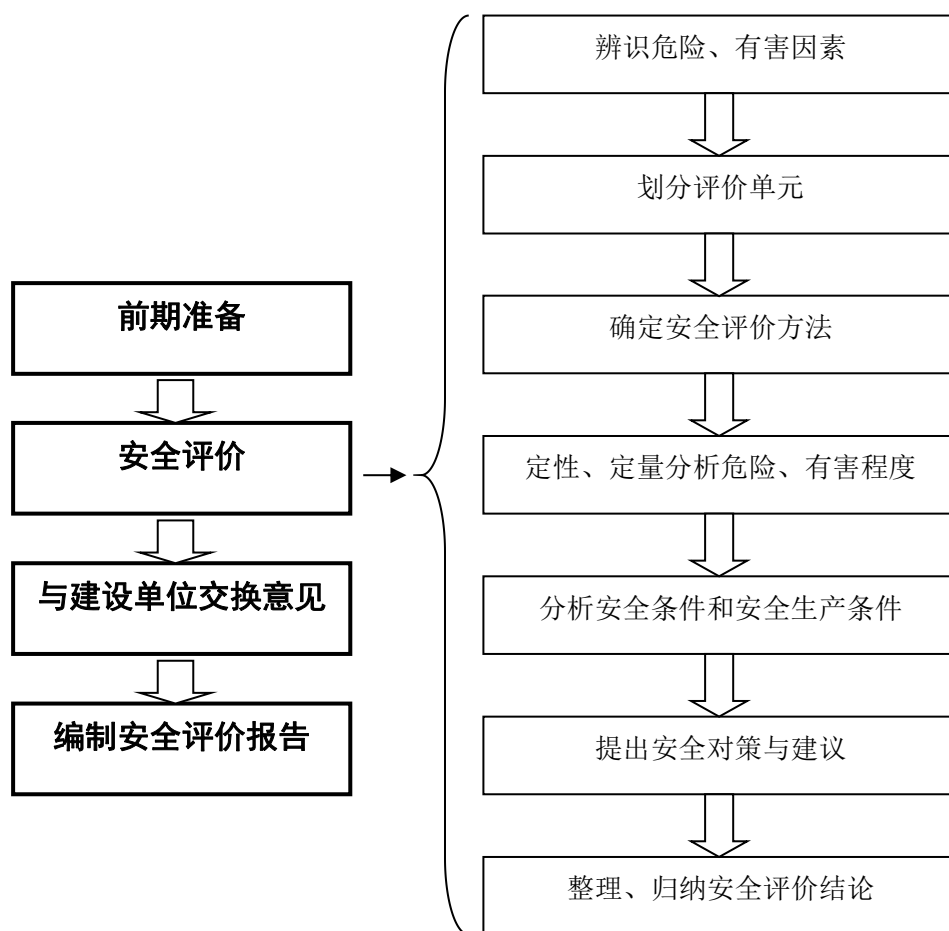 前期准备
安全评价
与建设单位交换意见
编制安全评价报告
辨识危险、有害因素
划分评价单元
确定安全评价方法
定性、定量分析危险、有害程度
分析安全条件和安全生产条件
提出安全对策与建议
整理、归纳安全评价结论